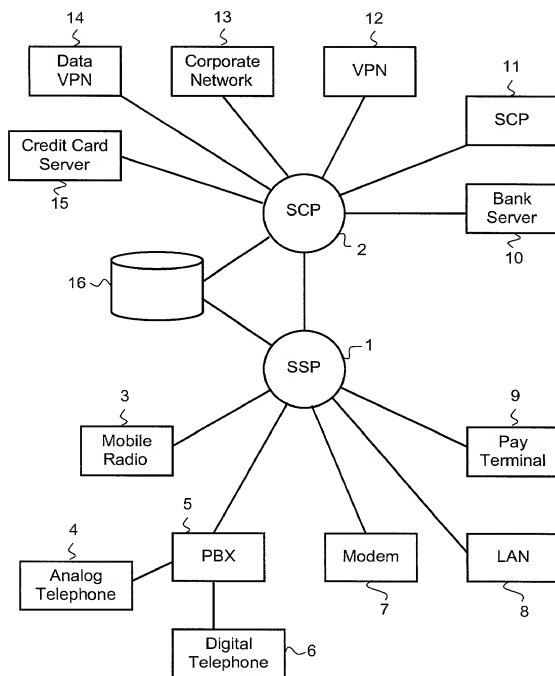 14
13
12
11
Data
VPN
Corporate
Network
VPN
SCP
Credit Card
Server
15
SCP
2
Bank
Server
10
16
SSP
1
3
Mobile
Radio
9
Pay
Terminal
4
Analog
Telephone
5
PBX
Modem
7
LAN
8
Digital
Telephone
6